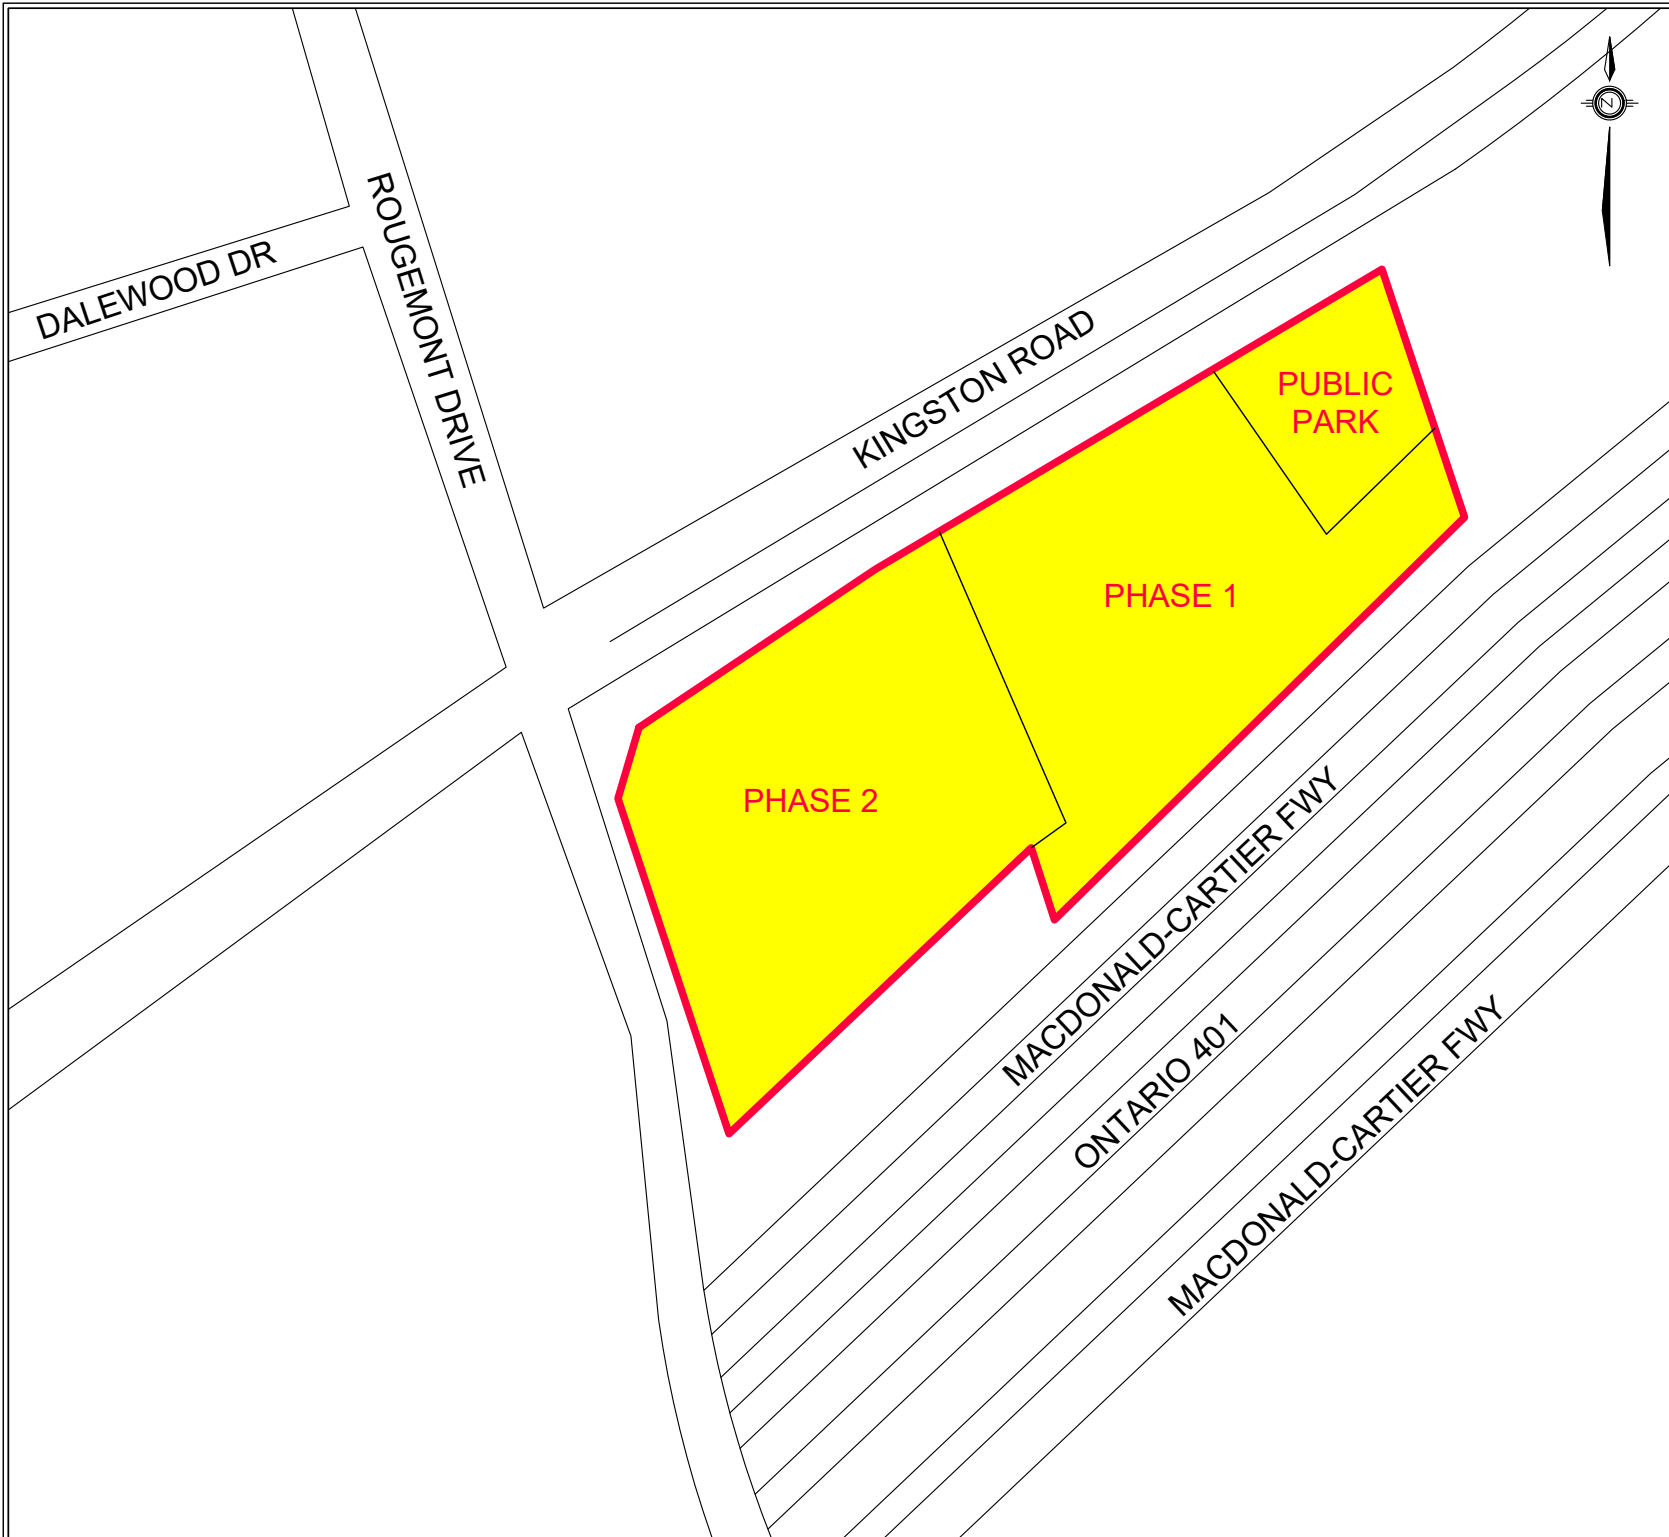 N
DALEWOOD DR
ROUGEMONT DRIVE
KINGSTON ROAD
PUBLIC
PARK
PHASE 1
PHASE 2
MACDONALD-CARTIER FWY
ONTARIO 401
MACDONALD-CARTIER FWY